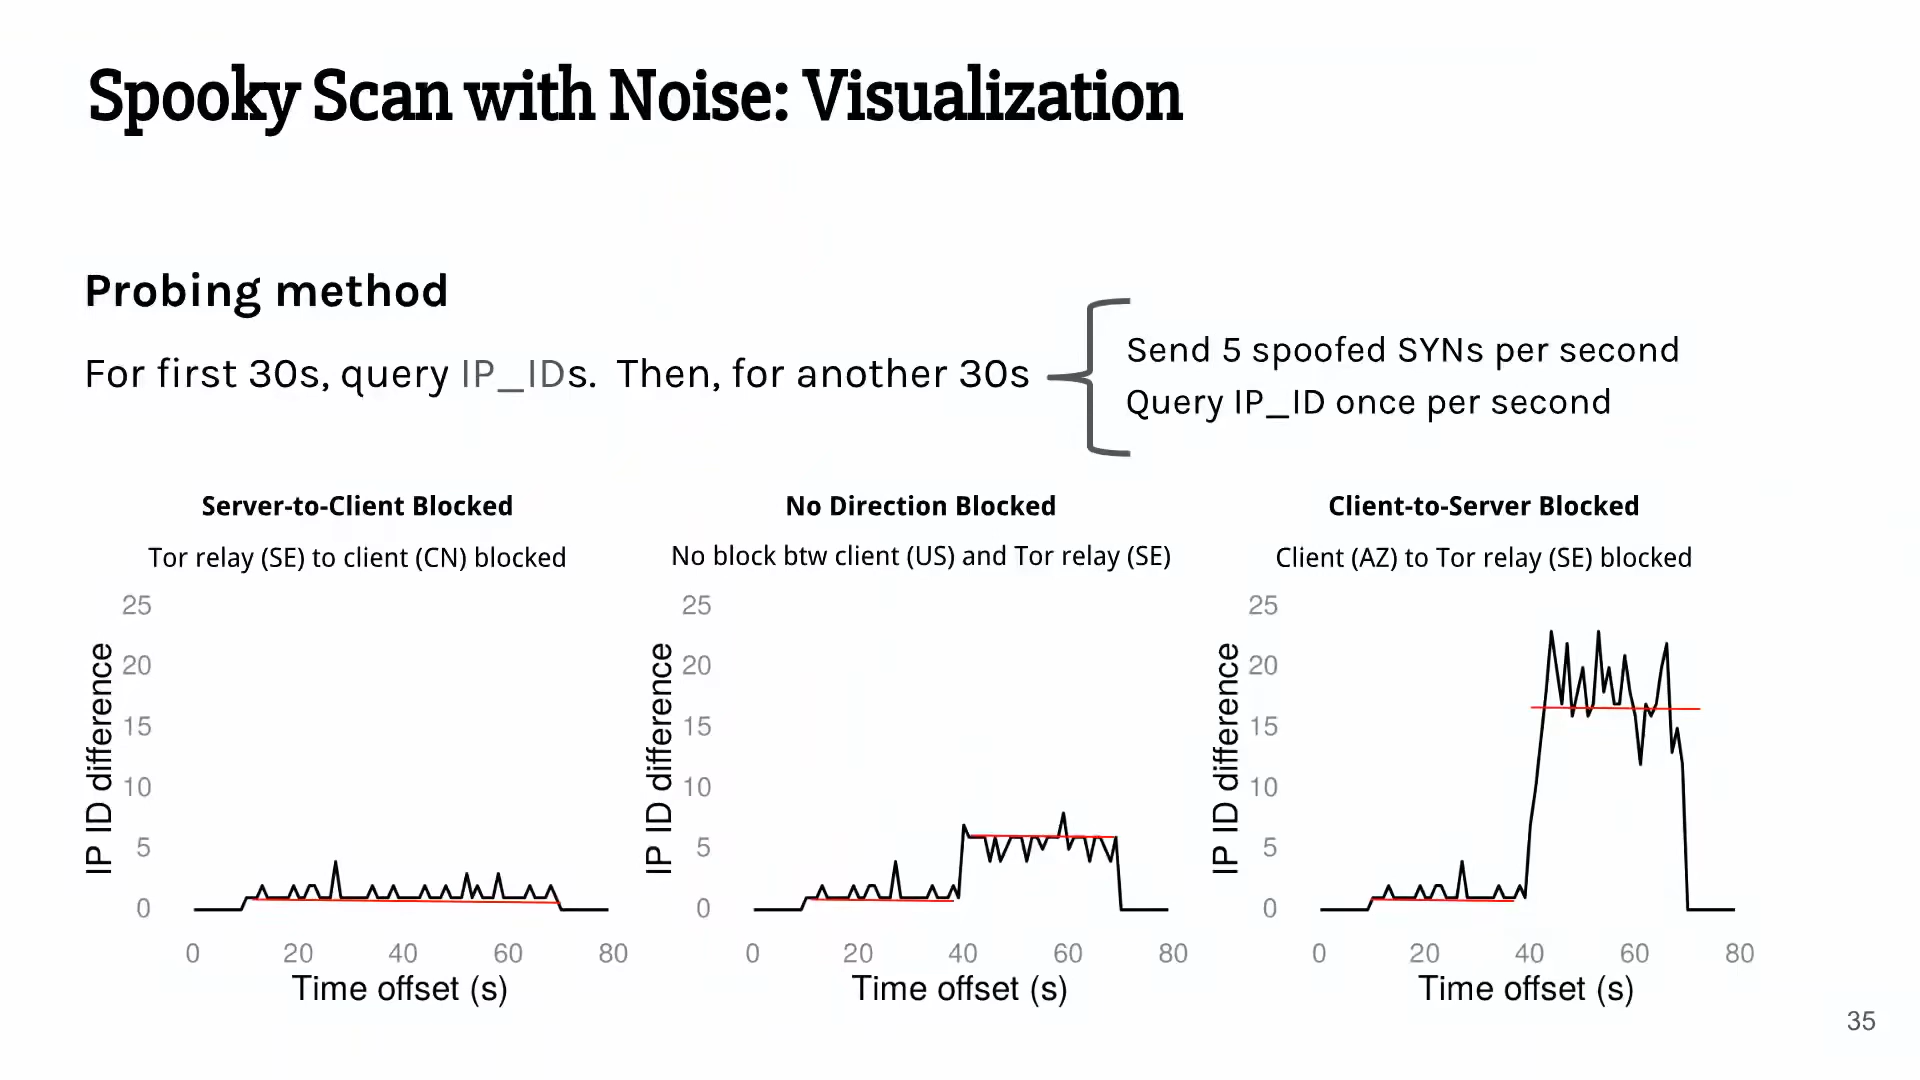 Spooky Scan with Noise: Visualization
Probing method
For first 30s, query IP_IDs. Then, for another 30s
Send 5 spoofed SYNs per second
Query IP_ID once per second
Server-to-Client Blocked
Tor relay (SE) to client (CN) blocked
25
20
15
10
5
0
IP ID difference
0 20 40 60 80
Time offset (s)
No Direction Blocked
No block btw client (US) and Tor relay (SE)
25
20
15
10
5
0
IP ID difference
0 20 40 60 80
Time offset (s)
Client-to-Server Blocked
Client (AZ) to Tor relay (SE) blocked
25
20
15
10
5
0
IP ID difference
0 20 40 60 80
Time offset (s)
35